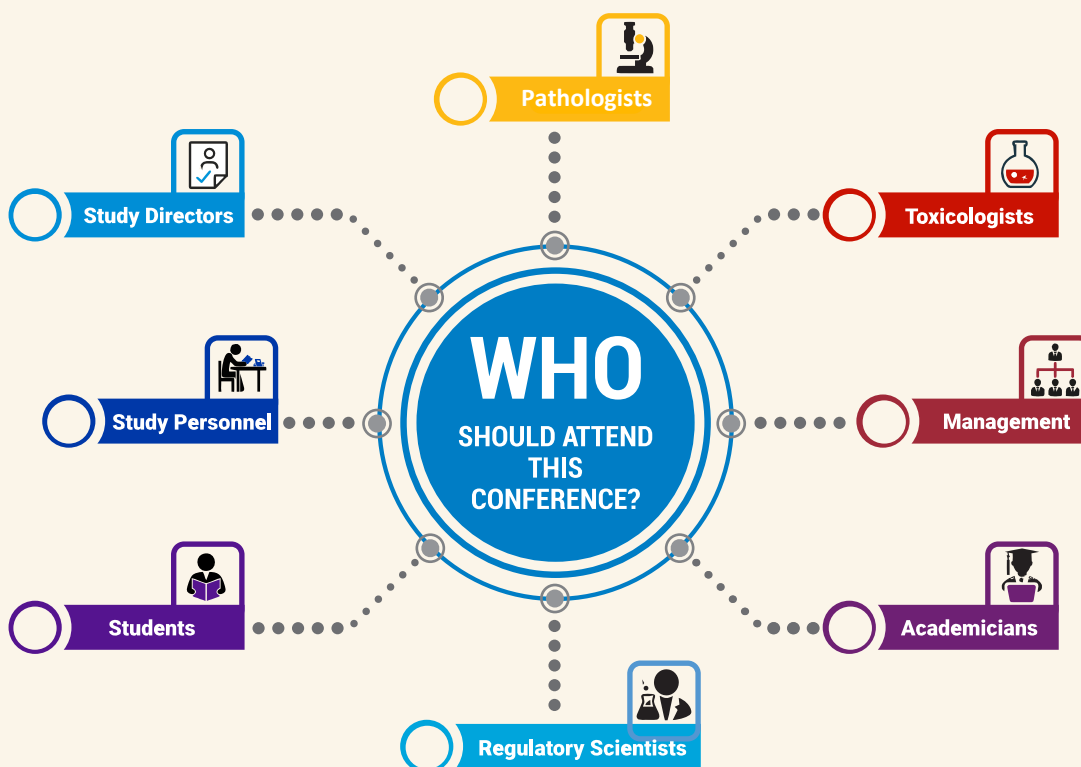 Pathologists
Study Directors
Toxicologists
WHO
SHOULD ATTEND
THIS
CONFERENCE?
Study Personnel
Management
Students
Academicians
Regulatory Scientists